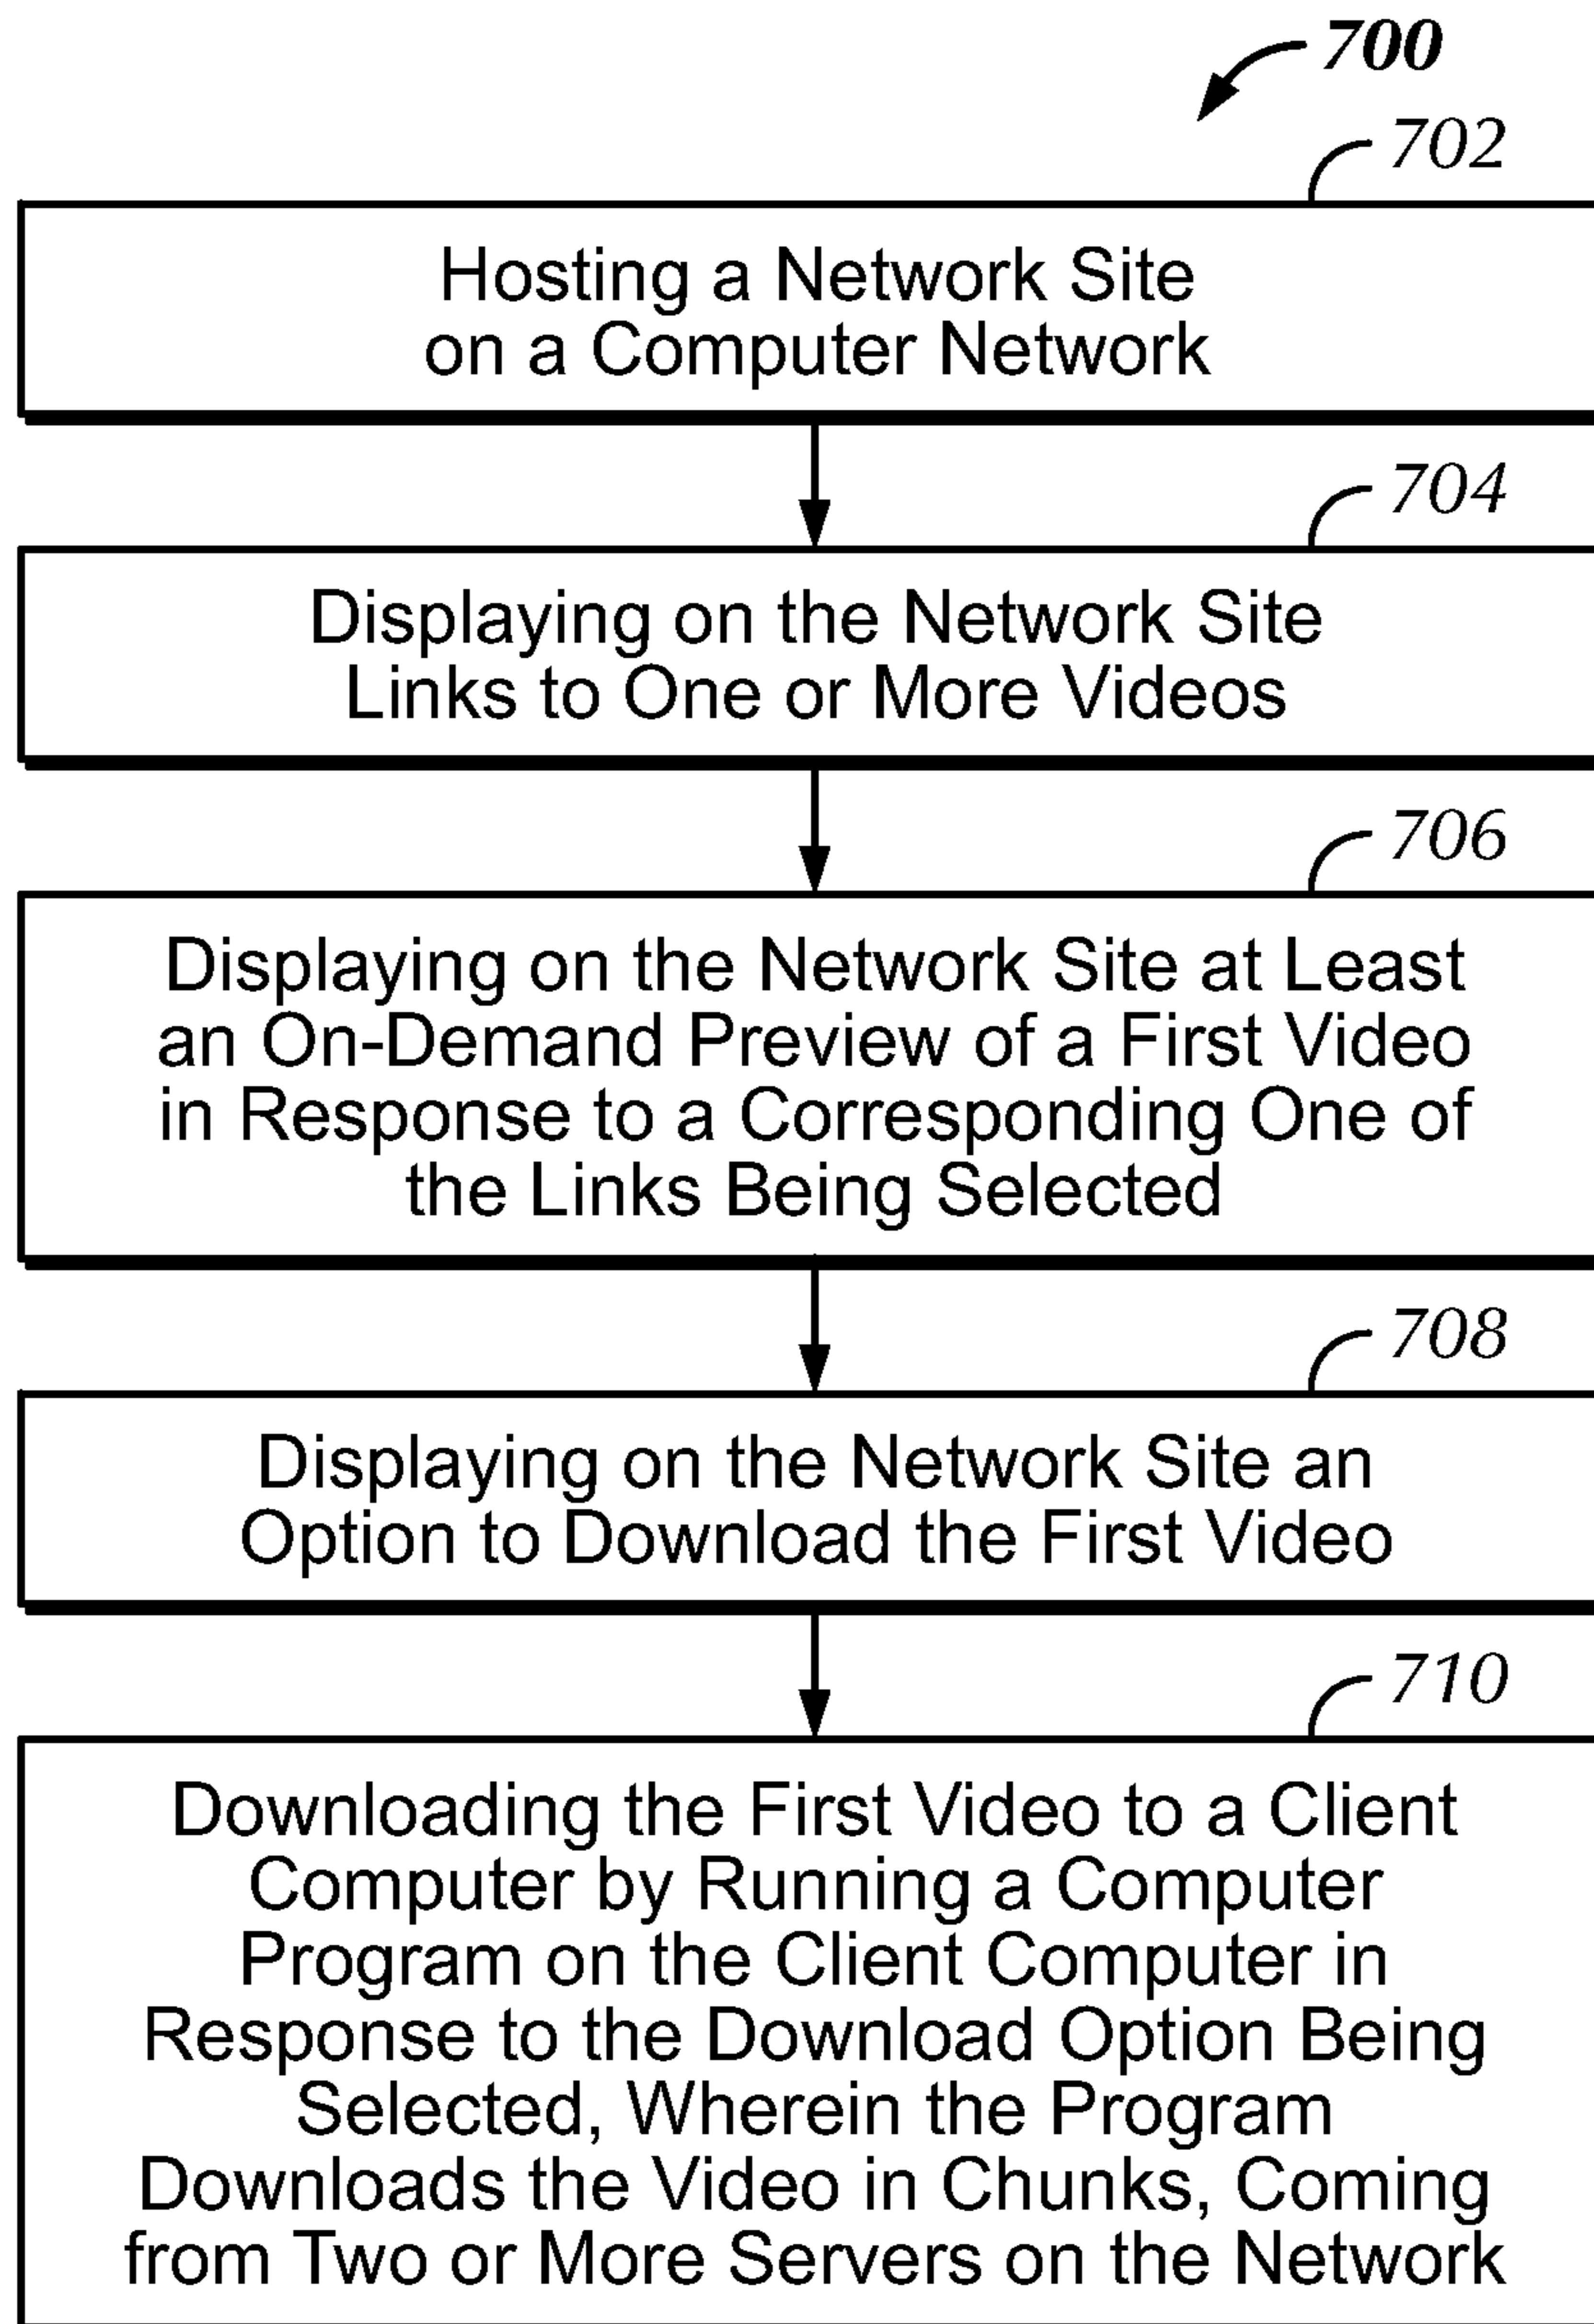 700
702
Hosting a Network Site
on a Computer Network
704
Displaying on the Network Site
Links to One or More Videos
706
Displaying on the Network Site at Least
an On-Demand Preview of a First Video
in Response to a Corresponding One of
the Links Being Selected
708
Displaying on the Network Site an
Option to Download the First Video
710
Downloading the First Video to a Client
Computer by Running a Computer
Program on the Client Computer in
Response to the Download Option Being
Selected, Wherein the Program
Downloads the Video in Chunks, Coming
from Two or More Servers on the Network